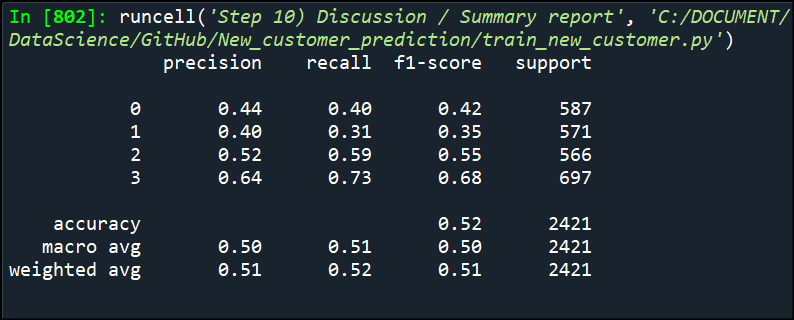 In [802]: runcell('Step 10) Discussion / Summary report', 'C:/DOCUMENT/
DataScience/GitHub/New_customer_prediction/train_new_customer.py')
precision recall f1-score support
0 0.44 0.40 0.42 587
1 0.40 0.31 0.35 571
2 0.52 0.59 0.55 566
3 0.64 0.73 0.68 697
accuracy 0.52 2421
macro avg 0.50 0.51 0.50 2421
weighted avg 0.51 0.52 0.51 2421